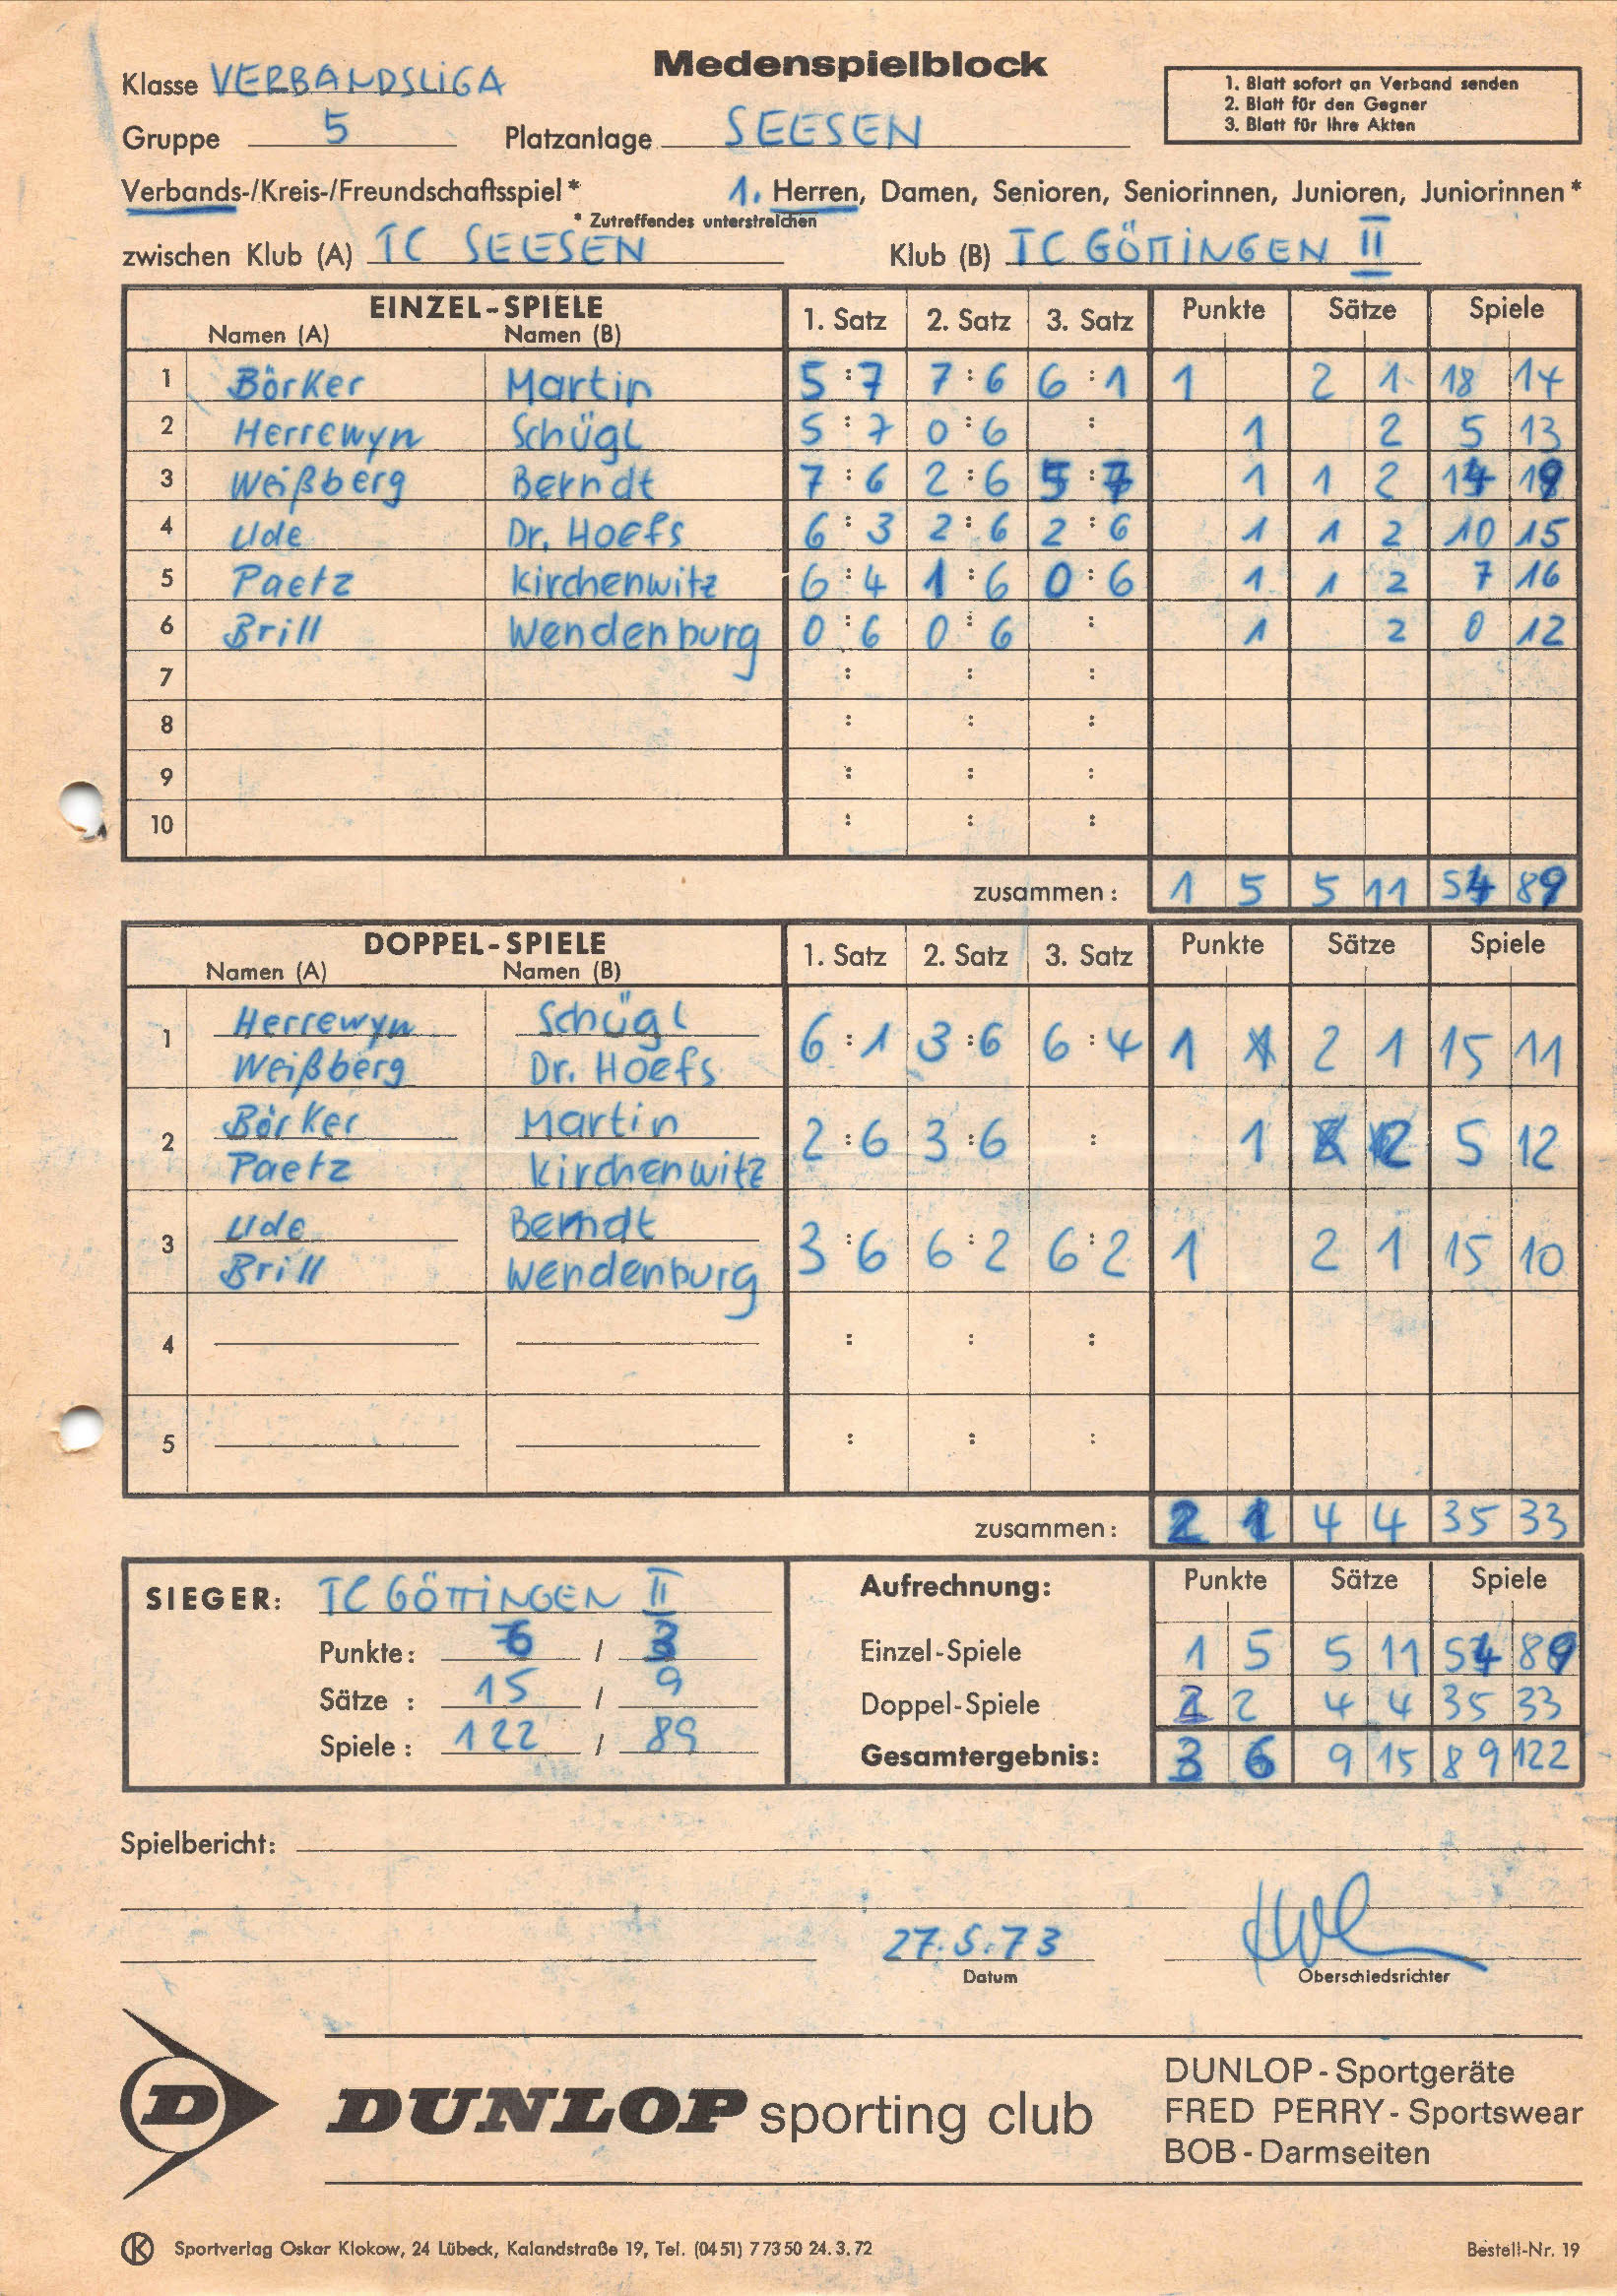 Medenspielblock
Klasse VERBANDSLIGA
1. Blatt sofort an Verband senden
2. Blatt für den Gegner
3. Blatt für Ihre Akten
Gruppe 5 Platzanlage SEESEN
Verbands-/Kreis-/Freundschaftsspiel* 1. Herren, Damen, Senioren, Seniorinnen, Junioren, Juniorinnen*
* Zutreffendes unterstreichen
zwischen Klub (A) TC SEESEN Klub (B) TC GÖTTINGEN II
EINZEL-SPIELE 1. Satz 2. Satz 3. Satz Punkte Sätze Spiele
Namen (A) Namen (B)
1 Börker Martin 5:7 7:6 6:1 1 2 1 18 14
2 Herrewyn Schügl 5:7 0:6 : 1 2 5 13
3 Weißberg Berndt 7:6 2:6 5:7 1 1 2 14 19
4 Ude Dr. Hoefs 6:3 2:6 2:6 1 1 2 10 15
5 Paetz Kirchenwitz 6:4 1:6 0:6 1 1 2 7 16
6 Brill Wendenburg 0:6 0:6 : 1 2 0 12
7 : : :
8 : : :
9 : : :
10 : : :
zusammen: 1 5 5 11 54 89
DOPPEL-SPIELE 1. Satz 2. Satz 3. Satz Punkte Sätze Spiele
Namen (A) Namen (B)
Herrewyn Schügl
1 6:1 3:6 6:4 1 2 1 15 11
Weißberg Dr. Hoefs
Börker Martin
2 2:6 3:6 : 1 2 5 12
Paetz Kirchenwitz
Ude Berndt
3 3:6 6:2 6:2 1 2 1 15 10
Brill Wendenburg
4 : : :
5 : : :
zusammen: 2 1 4 4 35 33
SIEGER: TC GÖTTINGEN II
Punkte: 6 / 3
Sätze : 15 / 9
Spiele: 122 / 89
Aufrechnung: Punkte Sätze Spiele
Einzel-Spiele 1 5 5 11 54 89
Doppel-Spiele 2 2 4 4 35 33
Gesamtergebnis: 3 6 9 15 89 122
Spielbericht:
27.5.73
Datum Oberschiedsrichter
D DUNLOP sporting club
DUNLOP-Sportgeräte
FRED PERRY-Sportswear
BOB-Darmseiten
K Sportverlag Oskar Klokow, 24 Lübeck, Kalandstraße 19, Tel. (0451) 77350 24.3.72 Bestell-Nr. 19